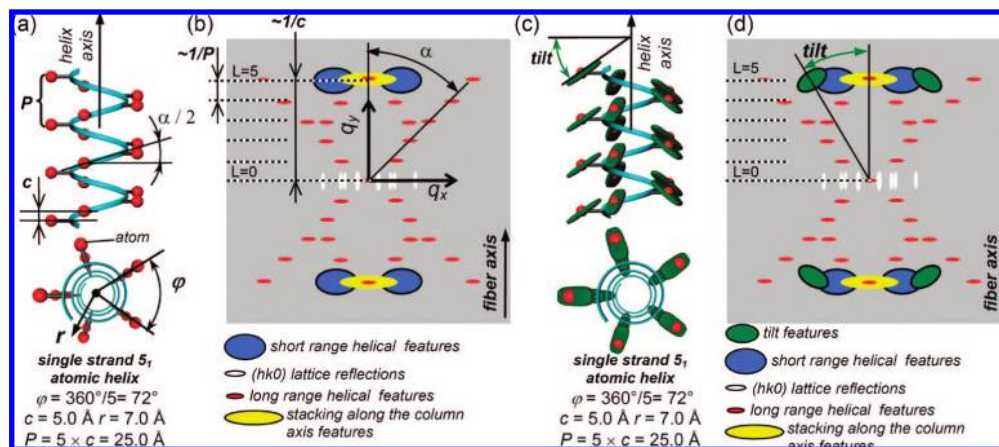 a)
helix
axis
P
α / 2
c
atom
φ
r
single strand 5₁
atomic helix
φ = 360°/5= 72°
c = 5.0 Å r = 7.0 Å
P = 5 × c = 25.0 Å
b)
~1/c
~1/P
L=5
α
q_y
L=0
q_x
fiber axis
short range helical features
(hk0) lattice reflections
long range helical features
stacking along the column
axis features
c)
tilt
helix
axis
single strand 5₁
atomic helix
φ = 360°/5= 72°
c = 5.0 Å r = 7.0 Å
P = 5 × c = 25.0 Å
d)
tilt
L=5
L=0
fiber axis
tilt features
short range helical features
(hk0) lattice reflections
long range helical features
stacking along the column
axis features